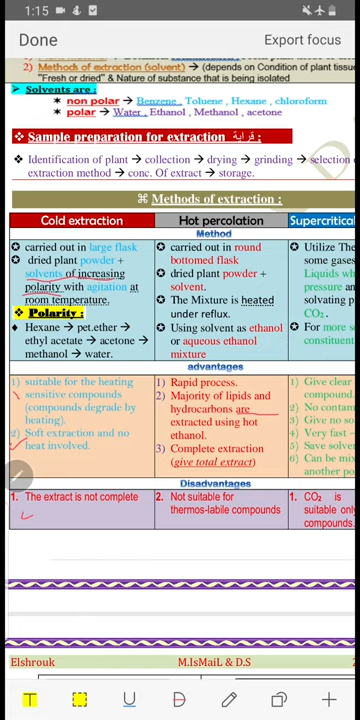 1:15
Done
Export focus
2) Methods of extraction (solvent) → (depends on Condition of plant tissue
"Fresh or dried" & Nature of substance that is being isolated
Solvents are :
non polar → Benzene , Toluene , Hexane , chloroform
polar → Water , Ethanol , Methanol , acetone
Sample preparation for extraction قراية :
Identification of plant → collection → drying → grinding → selection of
extraction method → conc. Of extract → storage.
⌘ Methods of extraction :
Cold extraction
Hot percolation
Supercritical
Method
carried out in large flask
dried plant powder +
solvents of increasing
polarity with agitation at
room temperature.
Polarity :
Hexane → pet.ether →
ethyl acetate → acetone →
methanol → water.
carried out in round
bottomed flask
dried plant powder +
solvent.
The Mixture is heated
under reflux.
Using solvent as ethanol
or aqueous ethanol
mixture
Utilize The
some gases
Liquids wh
pressure an
solvating p
CO₂.
For more s
constituent
advantages
1) suitable for the heating
sensitive compounds
(compounds degrade by
heating).
2) Soft extraction and no
heat involved.
1) Rapid process.
2) Majority of lipids and
hydrocarbons are
extracted using hot
ethanol.
3) Complete extraction
(give total extract)
1) Give clear
compound.
2) No contam
3) Give no so
4) Very fast
5) Save solve
6) Can be mix
another po
Disadvantages
1. The extract is not complete
2. Not suitable for
thermos-labile compounds
1. CO₂ is
suitable only
compounds.
Elshrouk
M.IsMaiL & D.S
2
T
U
D